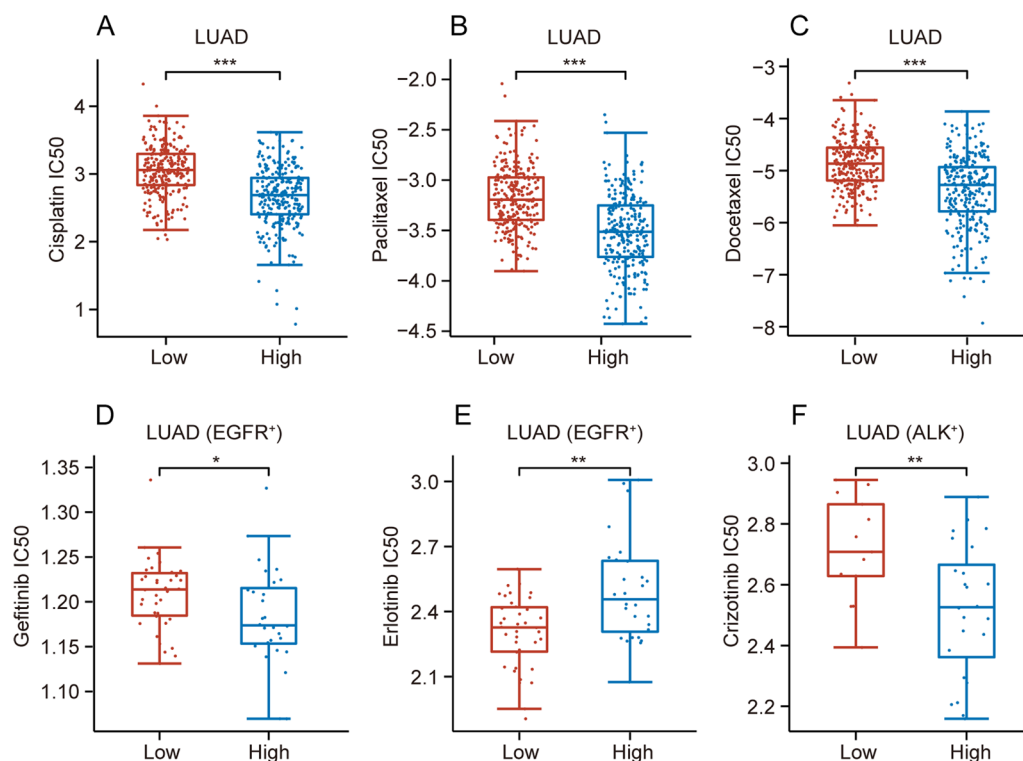 A
LUAD
***
Cisplatin IC50
4
3
2
1
Low High
B
LUAD
***
Paclitaxel IC50
−2.0
−2.5
−3.0
−3.5
−4.0
−4.5
Low High
C
LUAD
***
Docetaxel IC50
−3
−4
−5
−6
−7
−8
Low High
D
LUAD (EGFR⁺)
*
Gefitinib IC50
1.35
1.30
1.25
1.20
1.15
1.10
Low High
E
LUAD (EGFR⁺)
**
Erlotinib IC50
3.0
2.7
2.4
2.1
Low High
F
LUAD (ALK⁺)
**
Crizotinib IC50
3.0
2.8
2.6
2.4
2.2
Low High